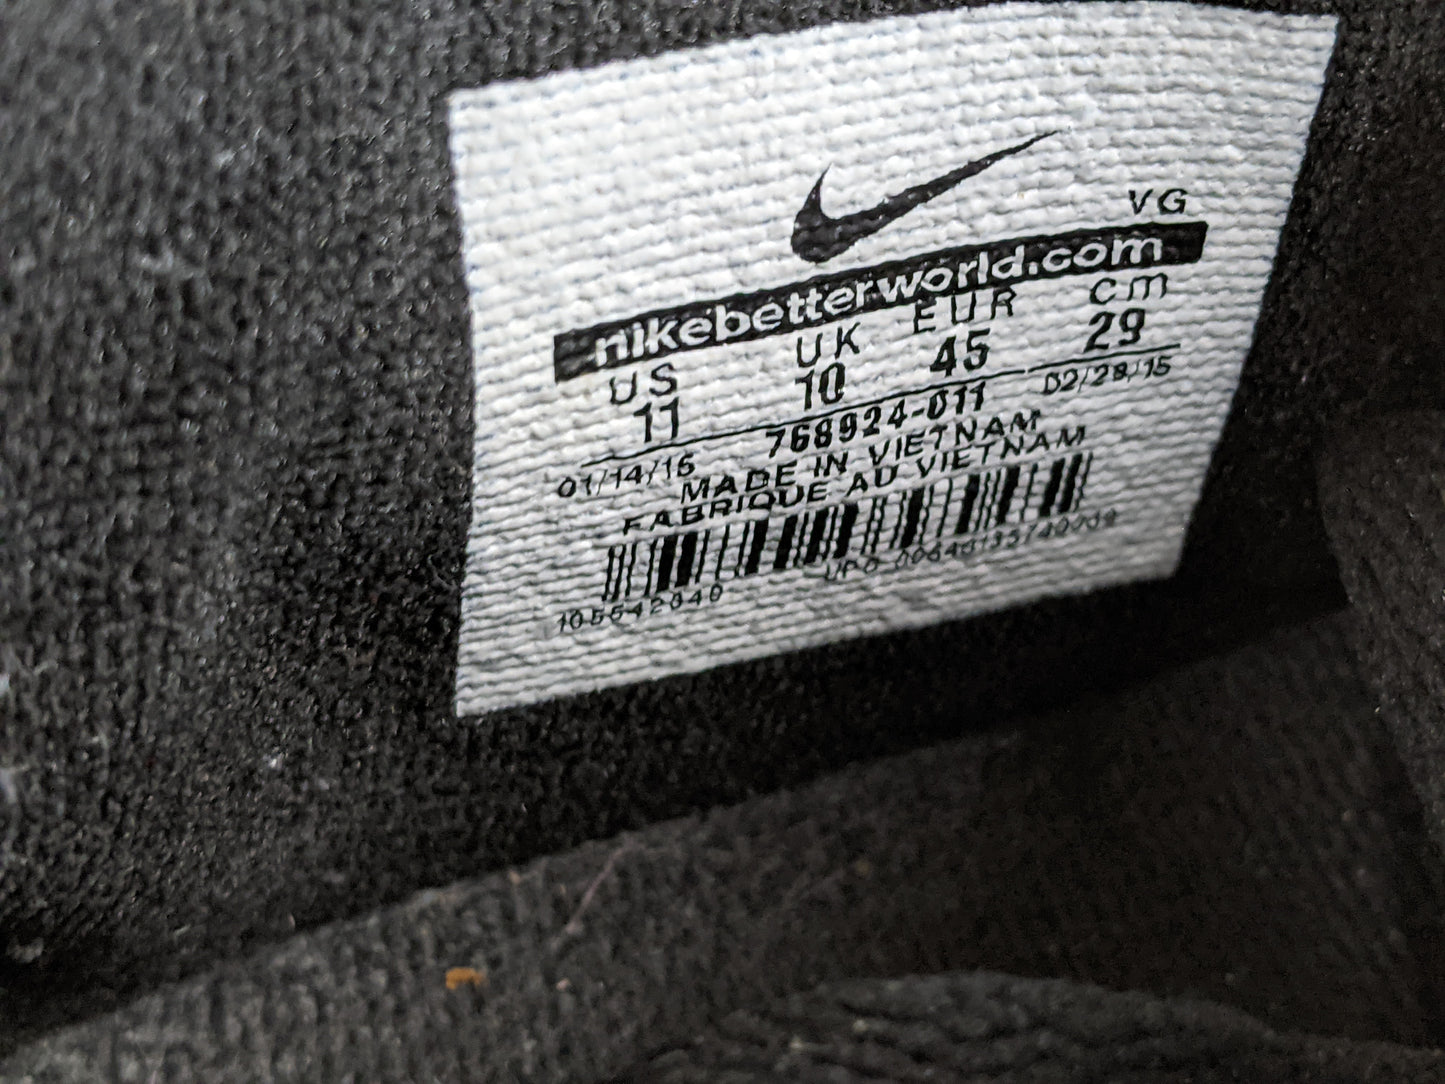 VG
nikebetterworld.com
US UK EUR cm
11 10 45 29
01/14/15 768924-011 02/28/15
MADE IN VIETNAM
FABRIQUE AU VIETNAM